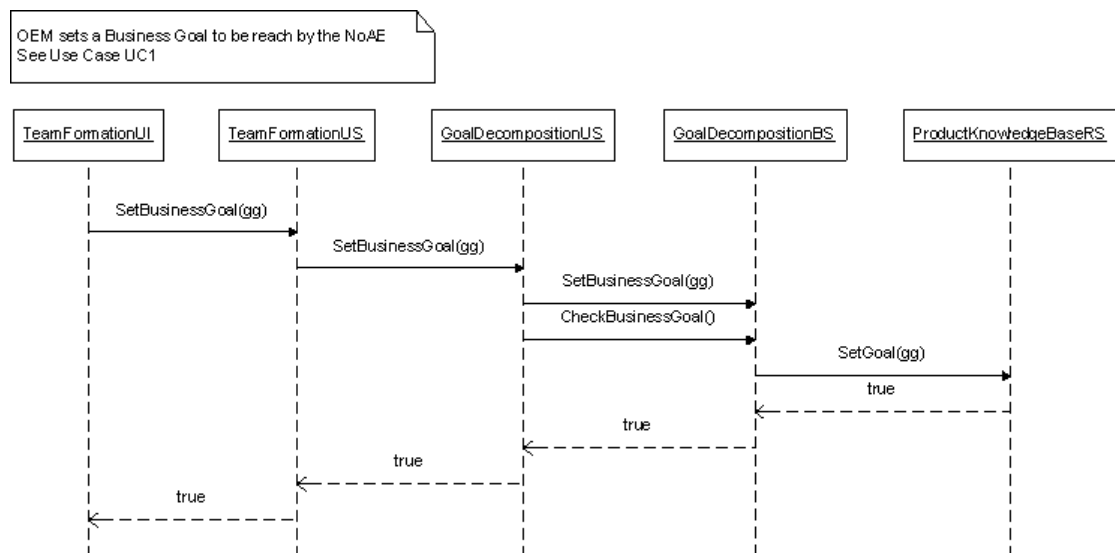 OEM sets a Business Goal to be reach by the NoAE
See Use Case UC1
TeamFormationUI
TeamFormationUS
GoalDecompositionUS
GoalDecompositionBS
ProductKnowledgeBaseRS
SetBusinessGoal(gg)
SetBusinessGoal(gg)
SetBusinessGoal(gg)
CheckBusinessGoal()
SetGoal(gg)
true
true
true
true